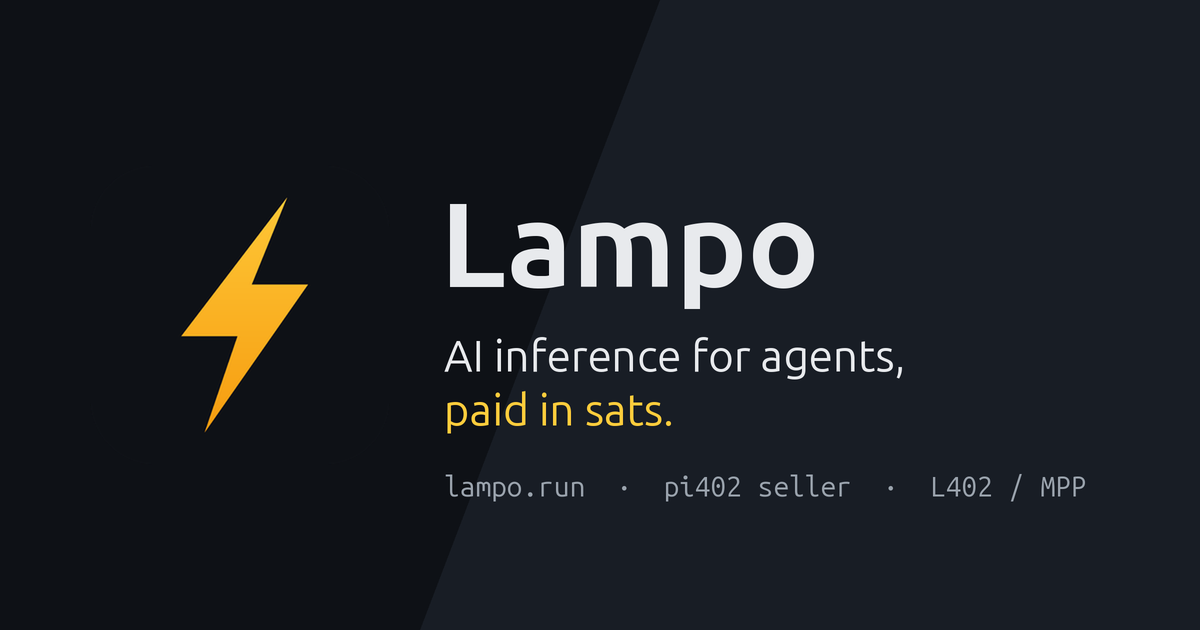 Lampo
AI inference for agents,
paid in sats.
lampo.run · pi402 seller · L402 / MPP